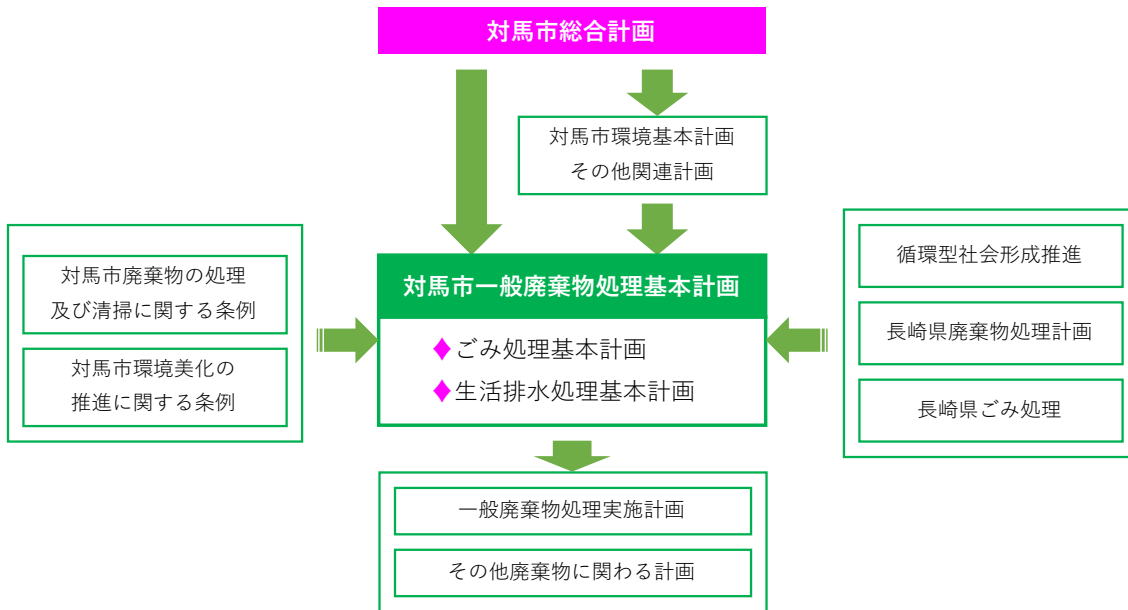 対馬市総合計画
対馬市環境基本計画
その他関連計画
対馬市廃棄物の処理
及び清掃に関する条例
対馬市環境美化の
推進に関する条例
対馬市一般廃棄物処理基本計画
♦ごみ処理基本計画
♦生活排水処理基本計画
循環型社会形成推進
長崎県廃棄物処理計画
長崎県ごみ処理
一般廃棄物処理実施計画
その他廃棄物に関わる計画